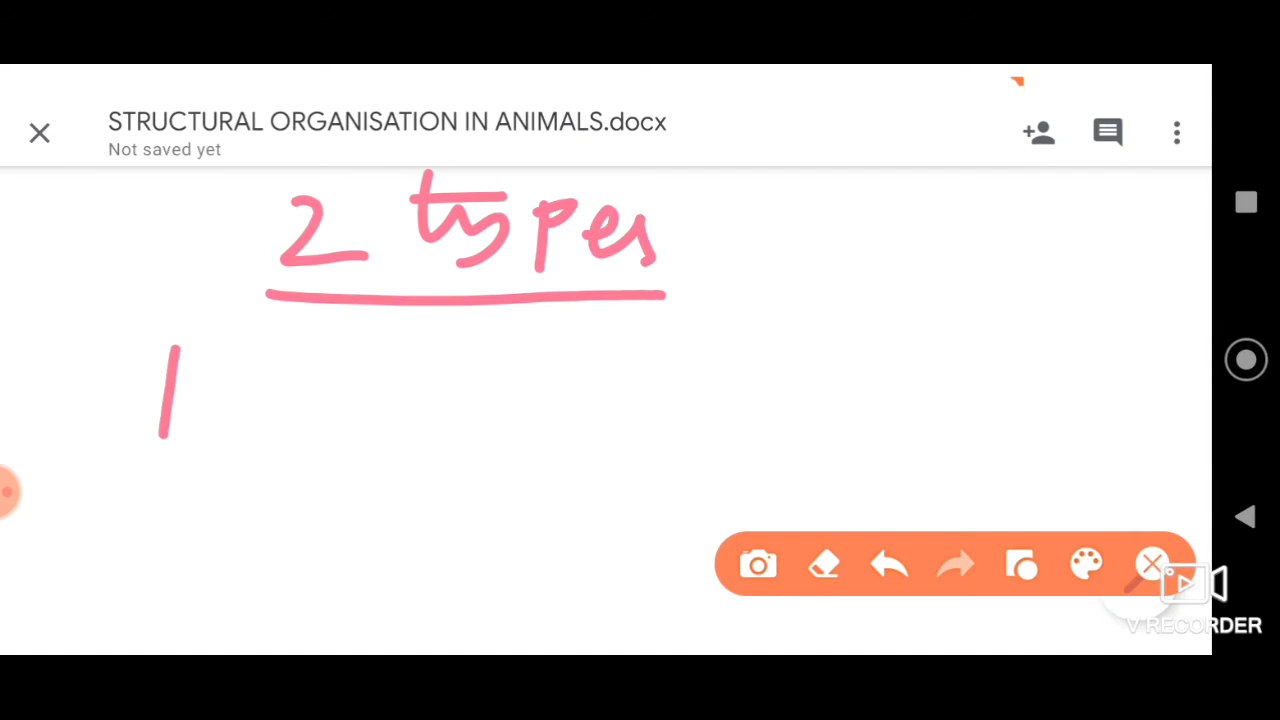 STRUCTURAL ORGANISATION IN ANIMALS.docx
Not saved yet
2 types
1
V RECORDER